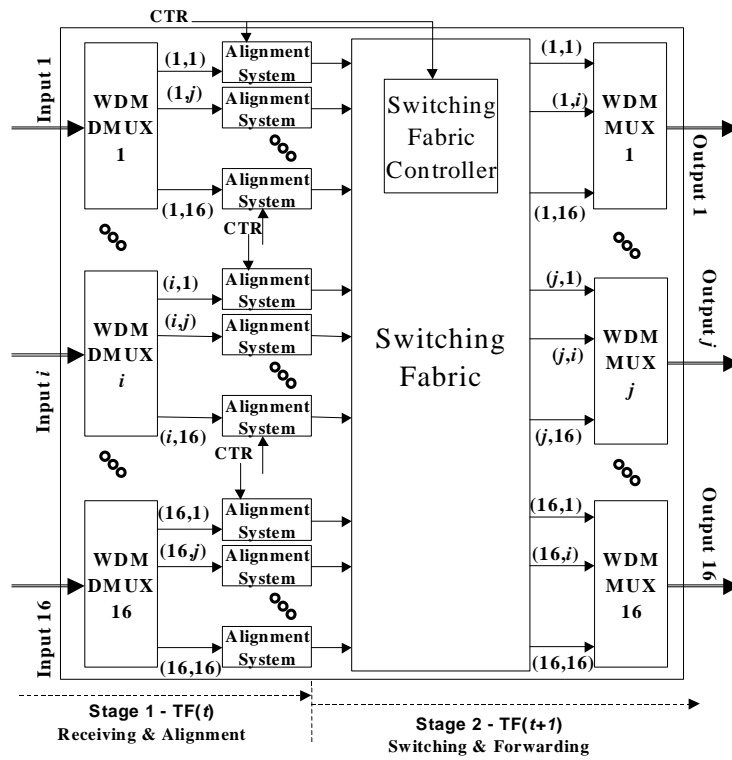 CTR
Input 1
WDM
DMUX
1
(1,1)
(1,j)
(1,16)
Alignment
System
Alignment
System
Alignment
System
CTR
Switching
Fabric
Controller
(1,1)
(1,i)
(1,16)
WDM
MUX
1
Output 1
Input i
WDM
DMUX
i
(i,1)
(i,j)
(i,16)
Alignment
System
Alignment
System
Alignment
System
CTR
Switching
Fabric
(j,1)
(j,i)
(j,16)
WDM
MUX
j
Output j
Input 16
WDM
DMUX
16
(16,1)
(16,j)
(16,16)
Alignment
System
Alignment
System
Alignment
System
(16,1)
(16,i)
(16,16)
WDM
MUX
16
Output 16
Stage 1 - TF(t)
Receiving & Alignment
Stage 2 - TF(t+1)
Switching & Forwarding